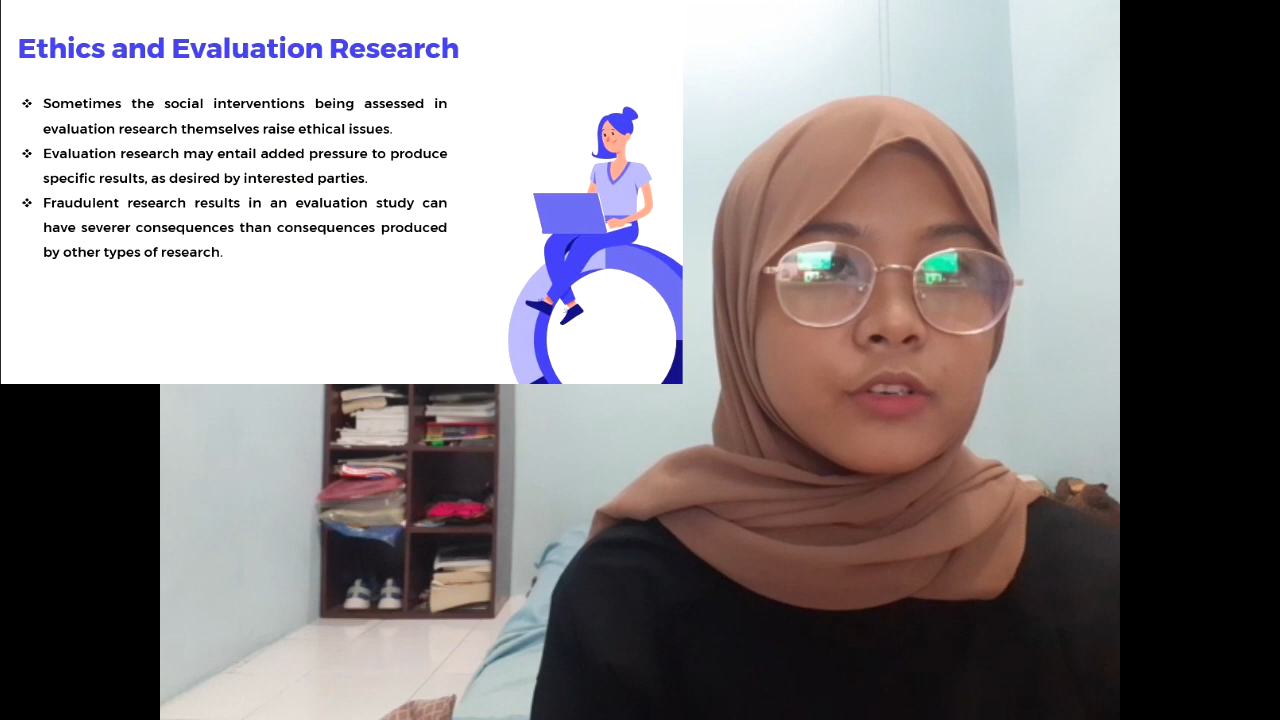 Ethics and Evaluation Research
❖ Sometimes the social interventions being assessed in
evaluation research themselves raise ethical issues.
❖ Evaluation research may entail added pressure to produce
specific results, as desired by interested parties.
❖ Fraudulent research results in an evaluation study can
have severer consequences than consequences produced
by other types of research.